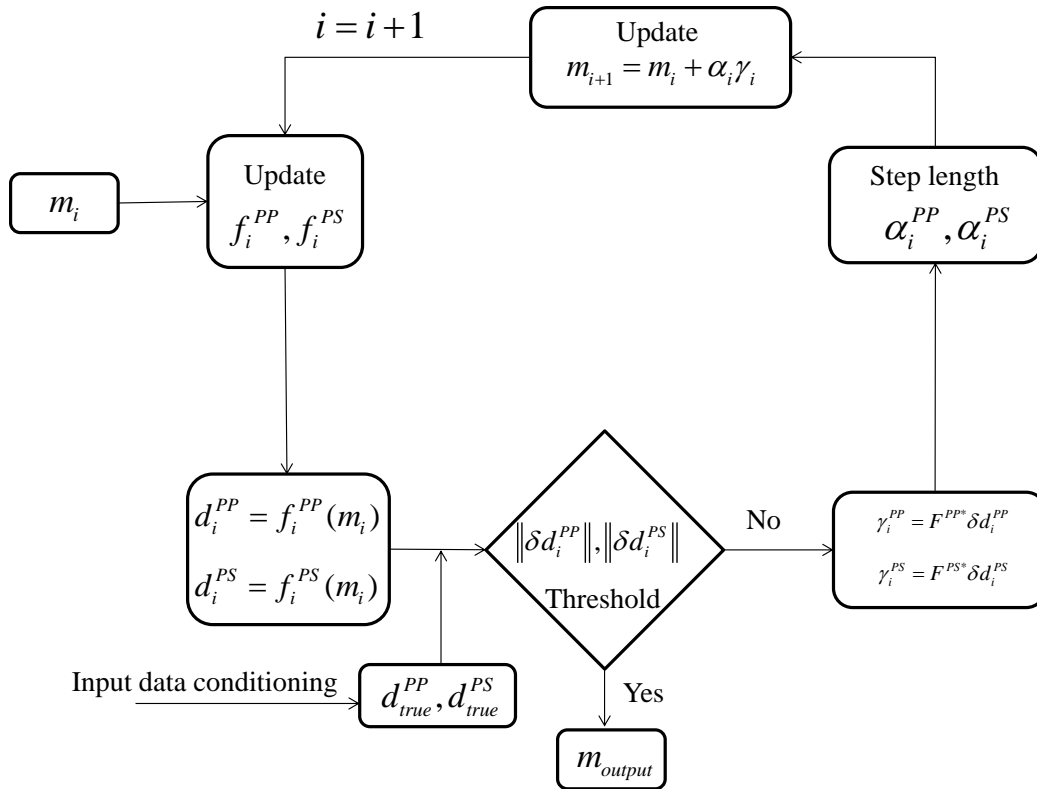 i = i+1
Update
m_{i+1} = m_i + α_i γ_i
m_i
Update
f_i^{PP}, f_i^{PS}
Step length
α_i^{PP}, α_i^{PS}
d_i^{PP} = f_i^{PP}(m_i)
d_i^{PS} = f_i^{PS}(m_i)
‖δd_i^{PP}‖, ‖δd_i^{PS}‖
Threshold
No
γ_i^{PP} = F^{PP*} δd_i^{PP}
γ_i^{PS} = F^{PS*} δd_i^{PS}
Input data conditioning
d_{true}^{PP}, d_{true}^{PS}
Yes
m_{output}